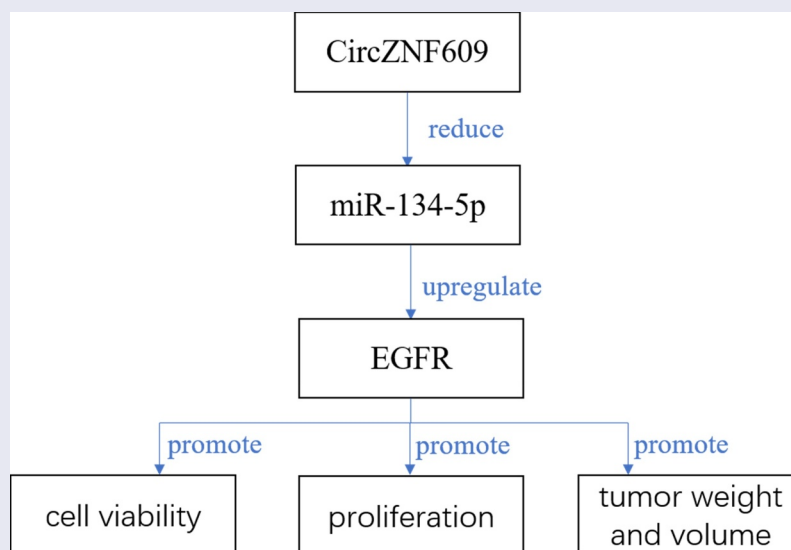 CircZNF609
reduce
miR-134-5p
upregulate
EGFR
promote promote promote
cell viability proliferation tumor weight
and volume